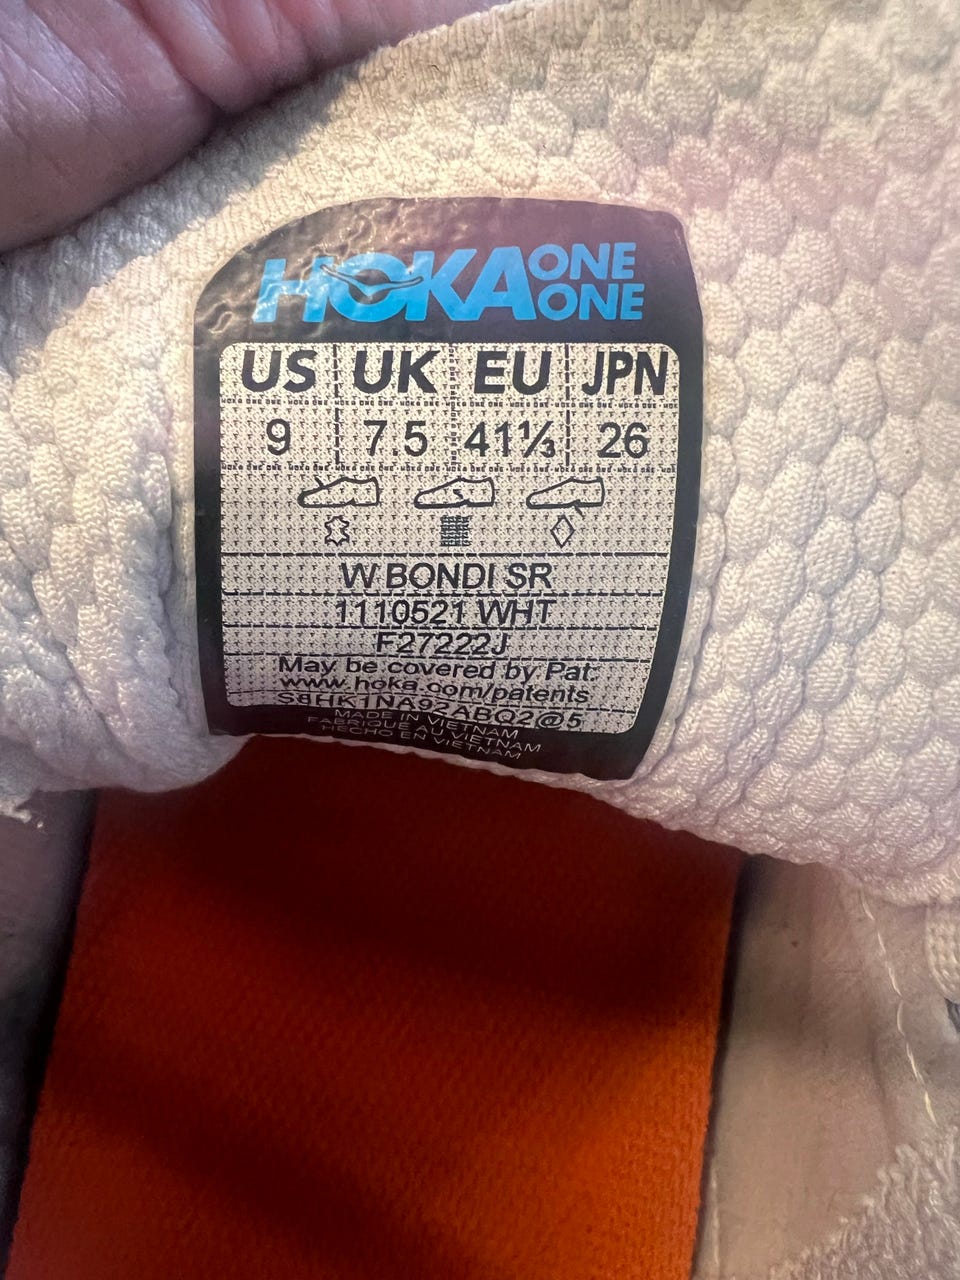 HOKA ONE ONE
US UK EU JPN
9 7.5 41⅓ 26
W BONDI SR
1110521 WHT
F27222J
May be covered by Pat:
www.hoka.com/patents
S8HK1NA92ABQ2@5
MADE IN VIETNAM
FABRIQUÉ AU VIETNAM
HECHO EN VIETNAM